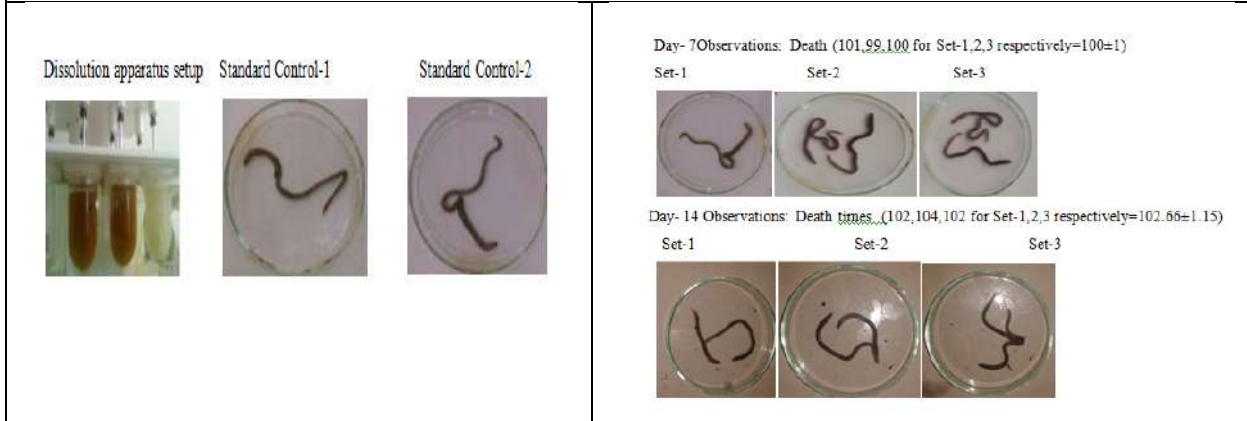 Dissolution apparatus setup Standard Control-1 Standard Control-2
Day- 7Observations: Death (101,99,100 for Set-1,2,3 respectively=100±1)
Set-1 Set-2 Set-3
Day- 14 Observations: Death times (102,104,102 for Set-1,2,3 respectively=102.66±1.15)
Set-1 Set-2 Set-3